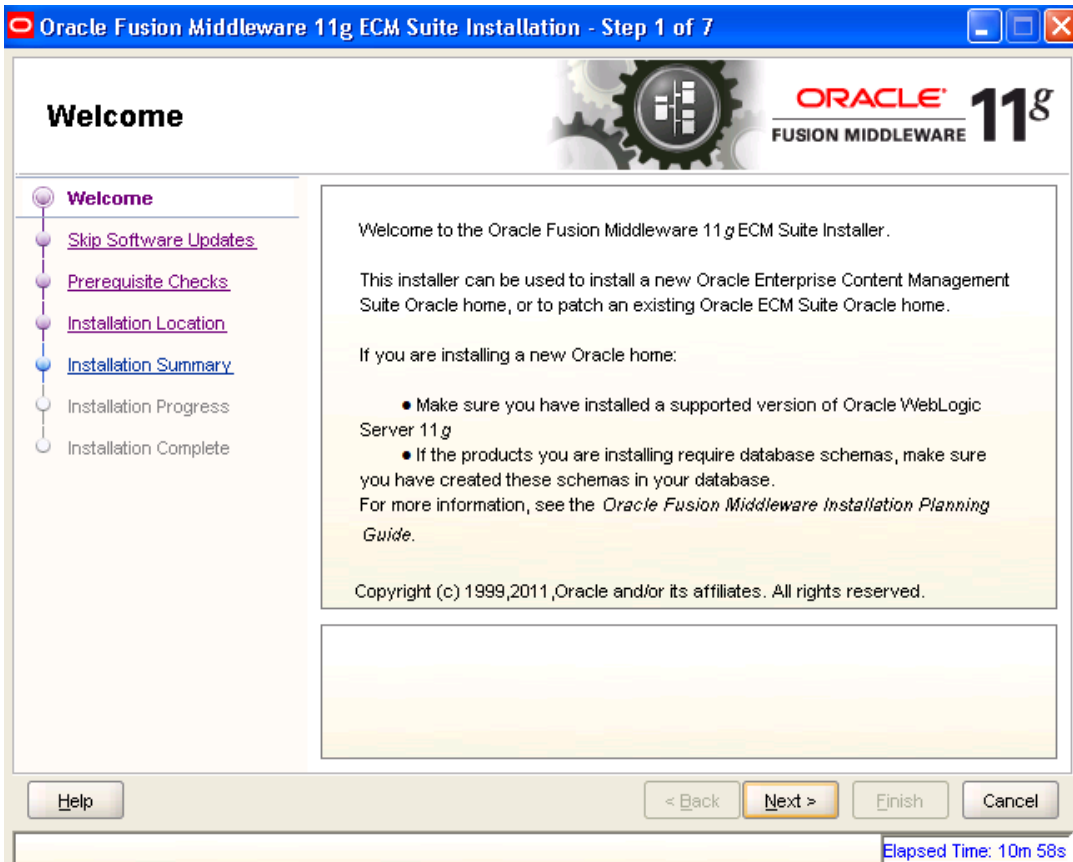 Oracle Fusion Middleware 11g ECM Suite Installation - Step 1 of 7
Welcome
ORACLE
FUSION MIDDLEWARE 11g
Welcome
Skip Software Updates
Prerequisite Checks
Installation Location
Installation Summary
Installation Progress
Installation Complete
Welcome to the Oracle Fusion Middleware 11g ECM Suite Installer.
This installer can be used to install a new Oracle Enterprise Content Management
Suite Oracle home, or to patch an existing Oracle ECM Suite Oracle home.
If you are installing a new Oracle home:
● Make sure you have installed a supported version of Oracle WebLogic
Server 11g
● If the products you are installing require database schemas, make sure
you have created these schemas in your database.
For more information, see the Oracle Fusion Middleware Installation Planning
Guide.
Copyright (c) 1999,2011,Oracle and/or its affiliates. All rights reserved.
Help
< Back
Next >
Finish
Cancel
Elapsed Time: 10m 58s